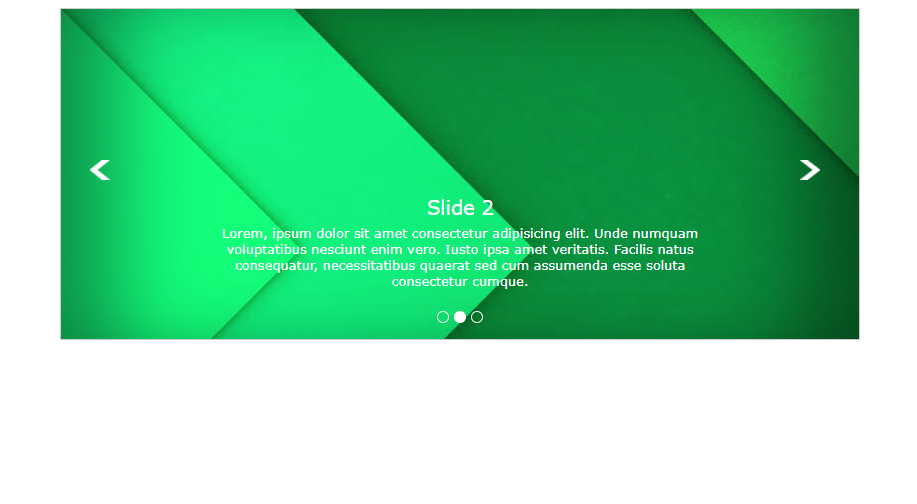 Slide 2
Lorem, ipsum dolor sit amet consectetur adipisicing elit. Unde numquam
voluptatibus nesciunt enim vero. Iusto ipsa amet veritatis. Facilis natus
consequatur, necessitatibus quaerat sed cum assumenda esse soluta
consectetur cumque.